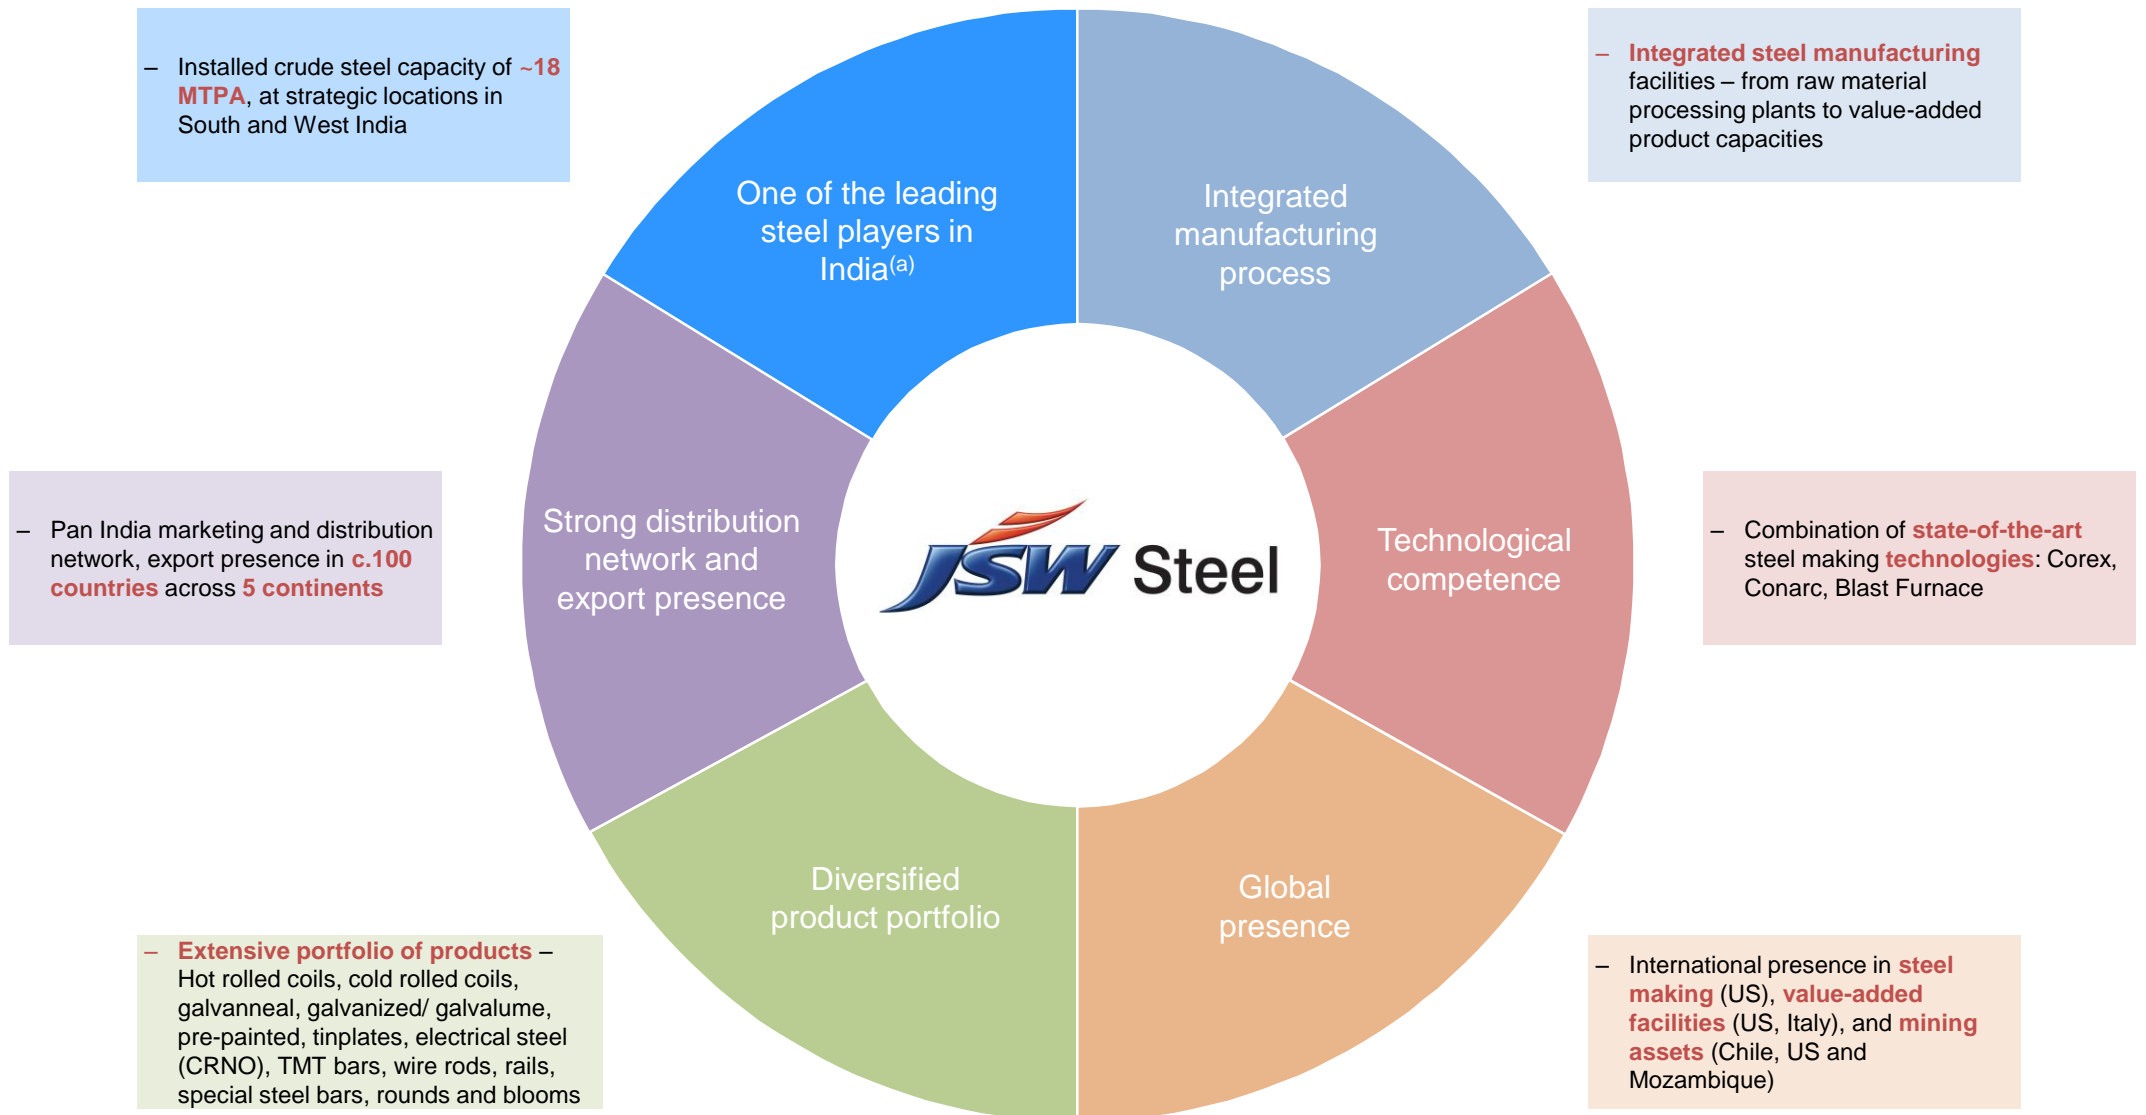 – Installed crude steel capacity of ~18
MTPA, at strategic locations in
South and West India
– Integrated steel manufacturing
facilities – from raw material
processing plants to value-added
product capacities
One of the leading
steel players in
India(a)
Integrated
manufacturing
process
– Pan India marketing and distribution
network, export presence in c.100
countries across 5 continents
Strong distribution
network and
export presence
JSW Steel
Technological
competence
– Combination of state-of-the-art
steel making technologies: Corex,
Conarc, Blast Furnace
Diversified
product portfolio
Global
presence
– Extensive portfolio of products –
Hot rolled coils, cold rolled coils,
galvanneal, galvanized/ galvalume,
pre-painted, tinplates, electrical steel
(CRNO), TMT bars, wire rods, rails,
special steel bars, rounds and blooms
– International presence in steel
making (US), value-added
facilities (US, Italy), and mining
assets (Chile, US and
Mozambique)